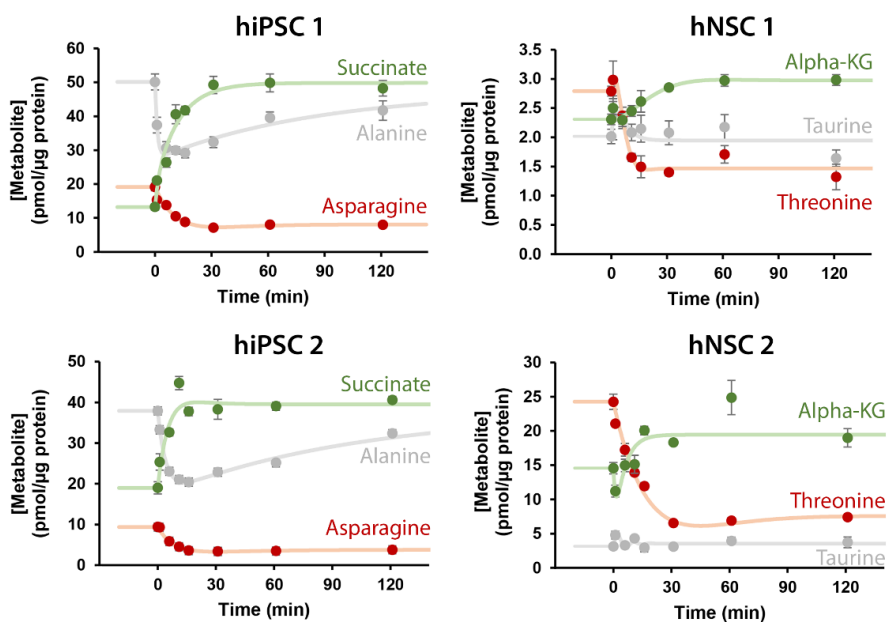 hiPSC 1
[Metabolite]
(pmol/µg protein)
60
50
40
30
20
10
0
Succinate
Alanine
Asparagine
0 30 60 90 120
Time (min)
hNSC 1
[Metabolite]
(pmol/µg protein)
3.5
3.0
2.5
2.0
1.5
1.0
0.5
0.0
Alpha-KG
Taurine
Threonine
0 30 60 90 120
Time (min)
hiPSC 2
[Metabolite]
(pmol/µg protein)
50
40
30
20
10
0
Succinate
Alanine
Asparagine
0 30 60 90 120
Time (min)
hNSC 2
[Metabolite]
(pmol/µg protein)
30
25
20
15
10
5
0
Alpha-KG
Threonine
Taurine
0 30 60 90 120
Time (min)